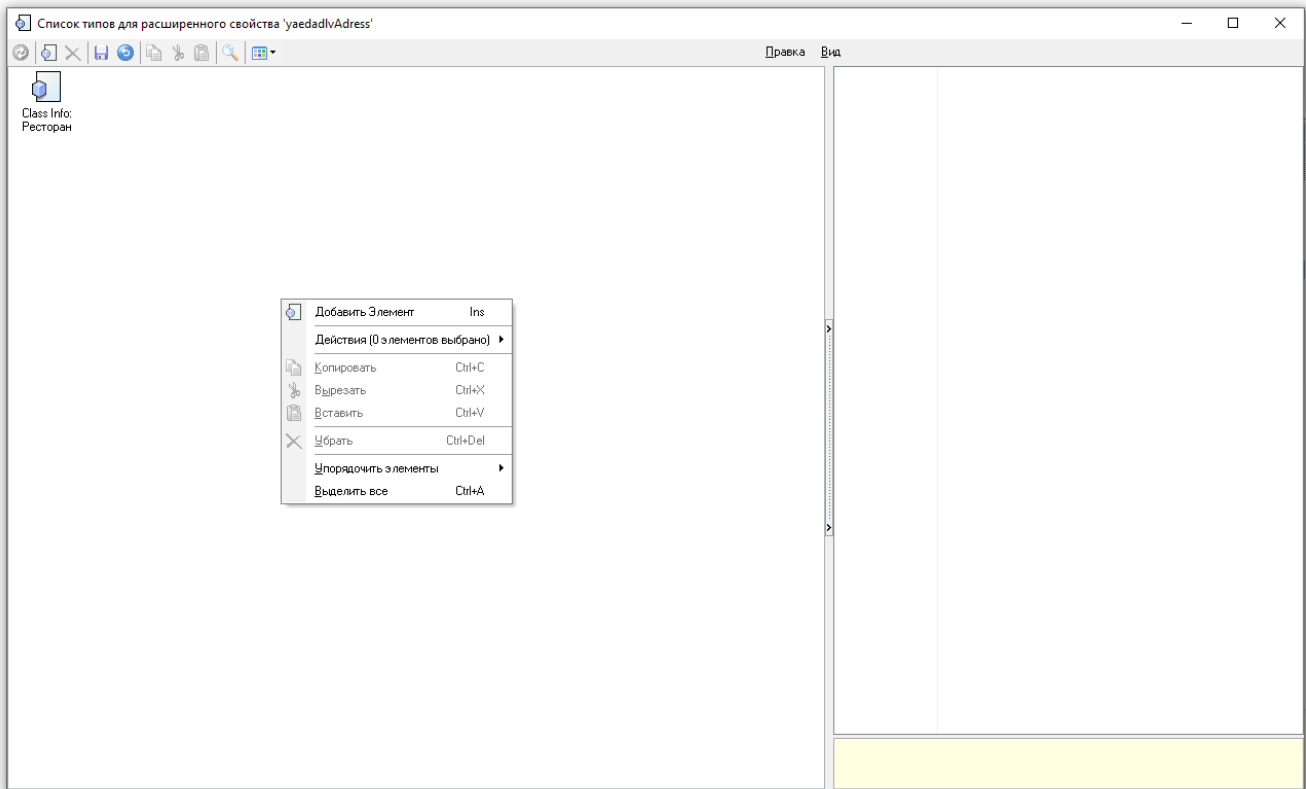 Список типов для расширенного свойства 'yaedadlvAdress'
Правка Вид
Class Info:
Ресторан
Добавить Элемент Ins
Действия (0 элементов выбрано)
Копировать Ctrl+C
Вырезать Ctrl+X
Вставить Ctrl+V
Убрать Ctrl+Del
Упорядочить элементы
Выделить все Ctrl+A